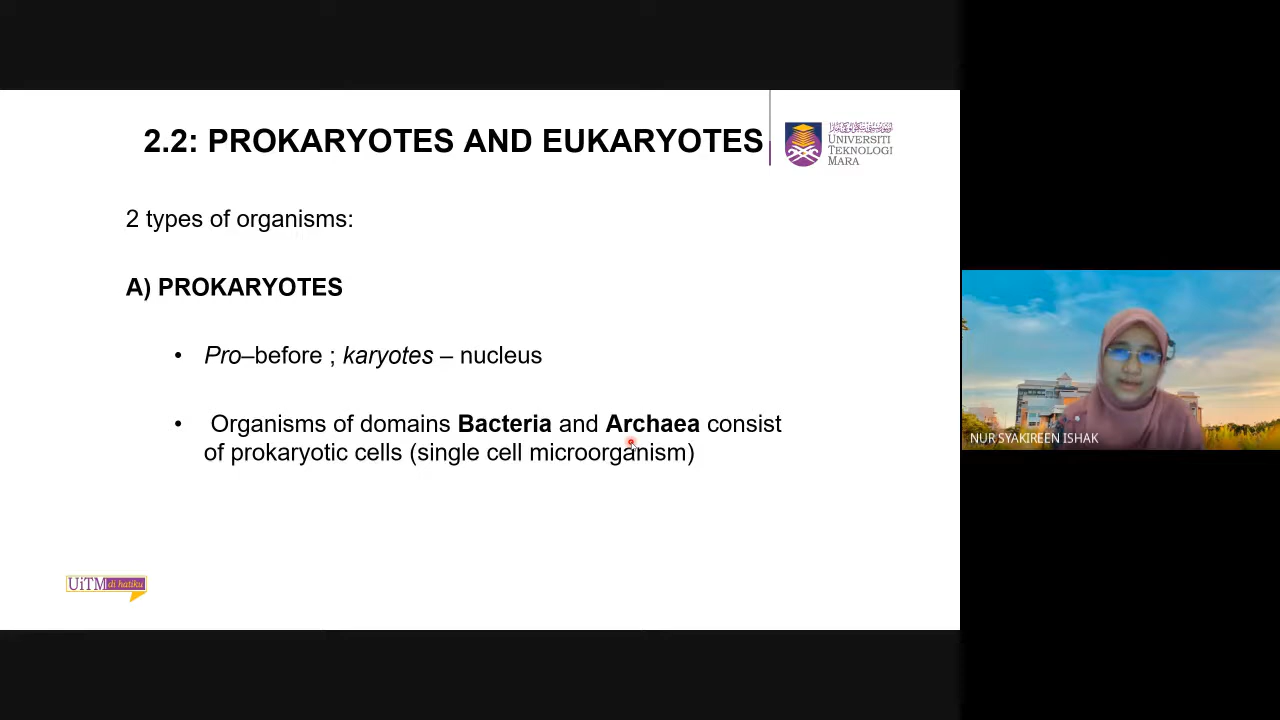 2.2: PROKARYOTES AND EUKARYOTES
UNIVERSITI
TEKNOLOGI
MARA
2 types of organisms:
A) PROKARYOTES
• Pro–before ; karyotes – nucleus
• Organisms of domains Bacteria and Archaea consist
of prokaryotic cells (single cell microorganism)
NUR SYAKIREEN ISHAK
UiTM di hatiku